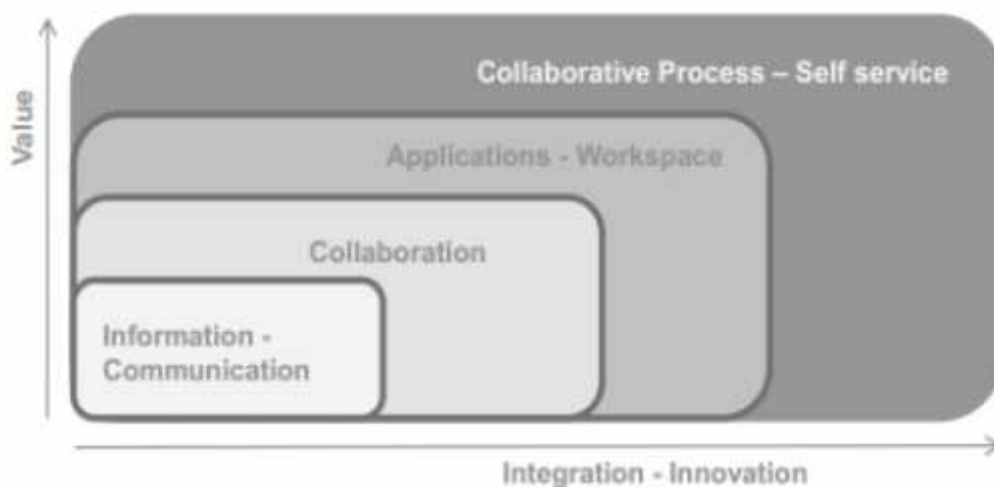 Value
Collaborative Process – Self service
Applications - Workspace
Collaboration
Information -
Communication
Integration - Innovation